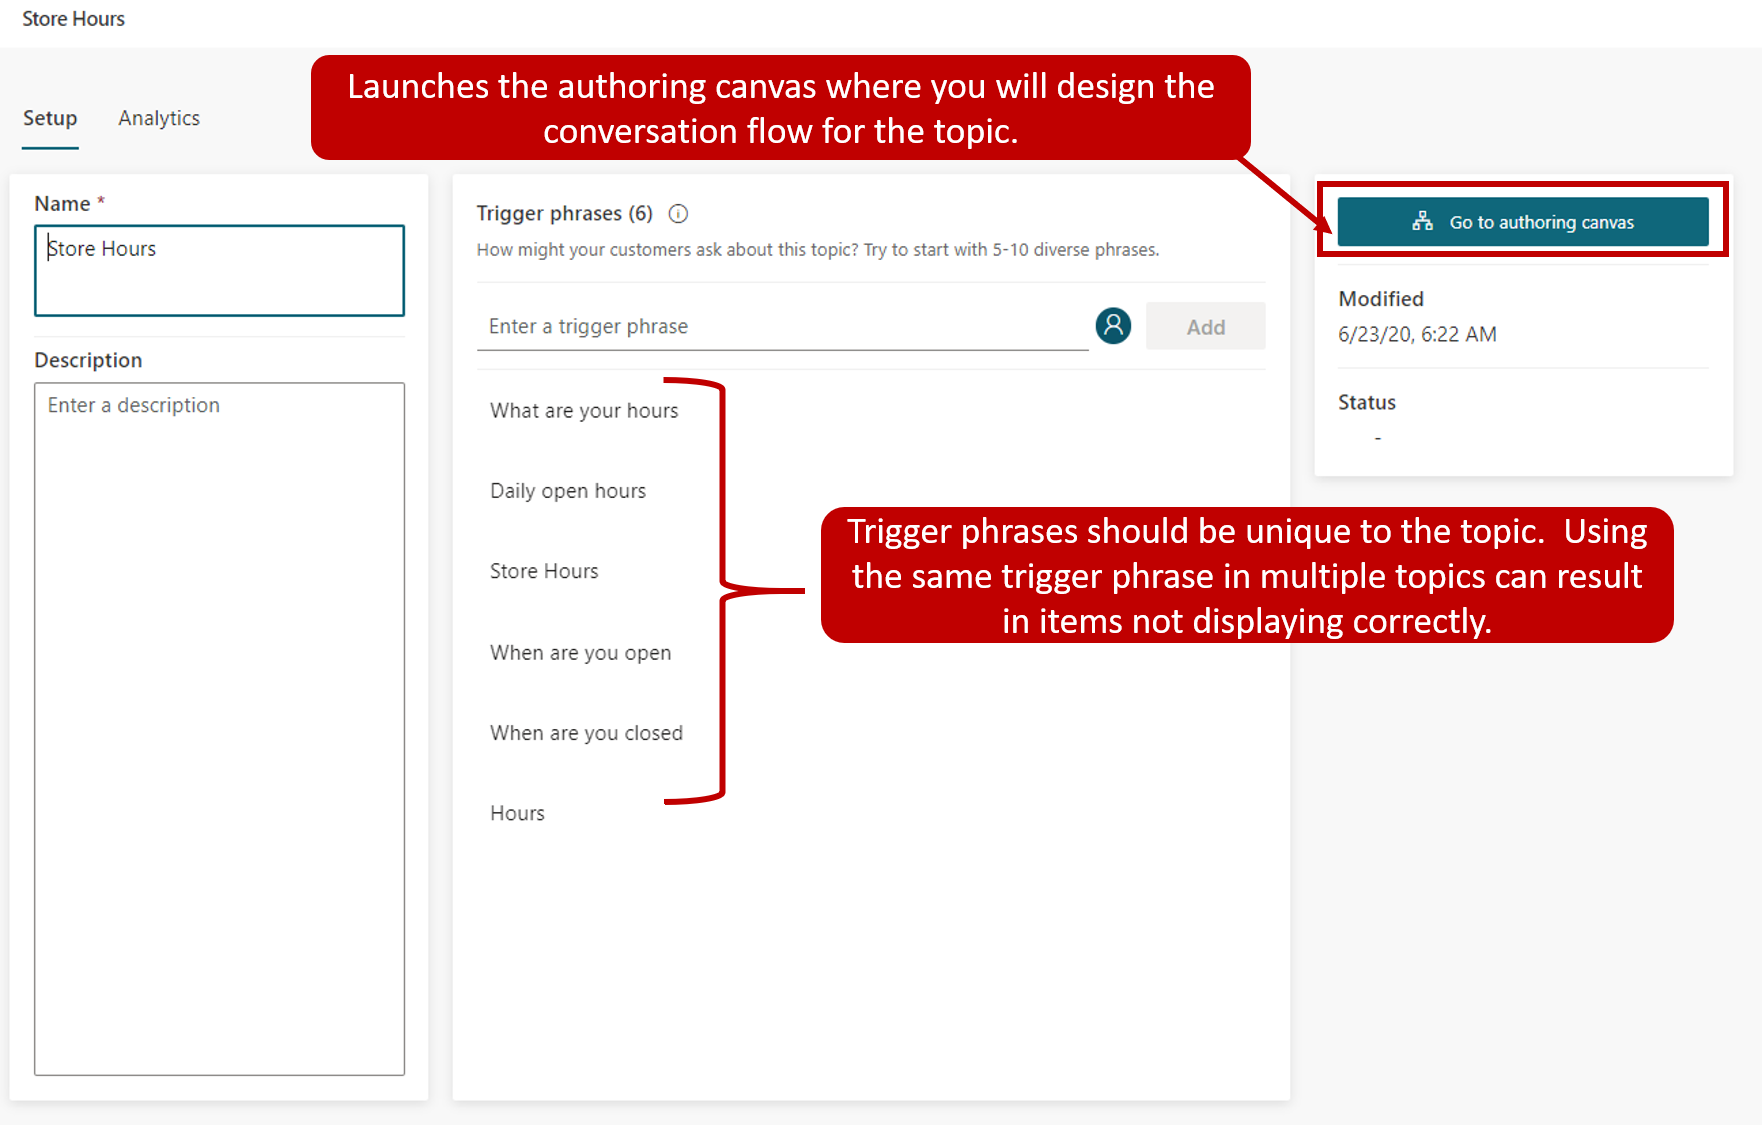 Store Hours
Launches the authoring canvas where you will design the
conversation flow for the topic.
Setup
Analytics
Name *
Store Hours
Description
Enter a description
Trigger phrases (6)
How might your customers ask about this topic? Try to start with 5-10 diverse phrases.
Enter a trigger phrase
Add
What are your hours
Daily open hours
Store Hours
When are you open
When are you closed
Hours
Trigger phrases should be unique to the topic.  Using
the same trigger phrase in multiple topics can result
in items not displaying correctly.
Go to authoring canvas
Modified
6/23/20, 6:22 AM
Status
-